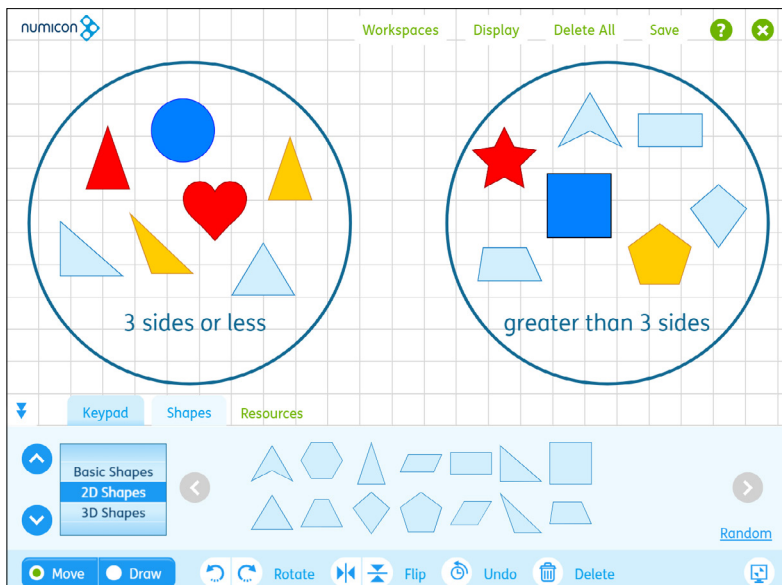 numicon
Workspaces Display Delete All Save ?
3 sides or less
greater than 3 sides
Keypad Shapes Resources
Basic Shapes
2D Shapes
3D Shapes
Random
Move Draw Rotate Flip Undo Delete